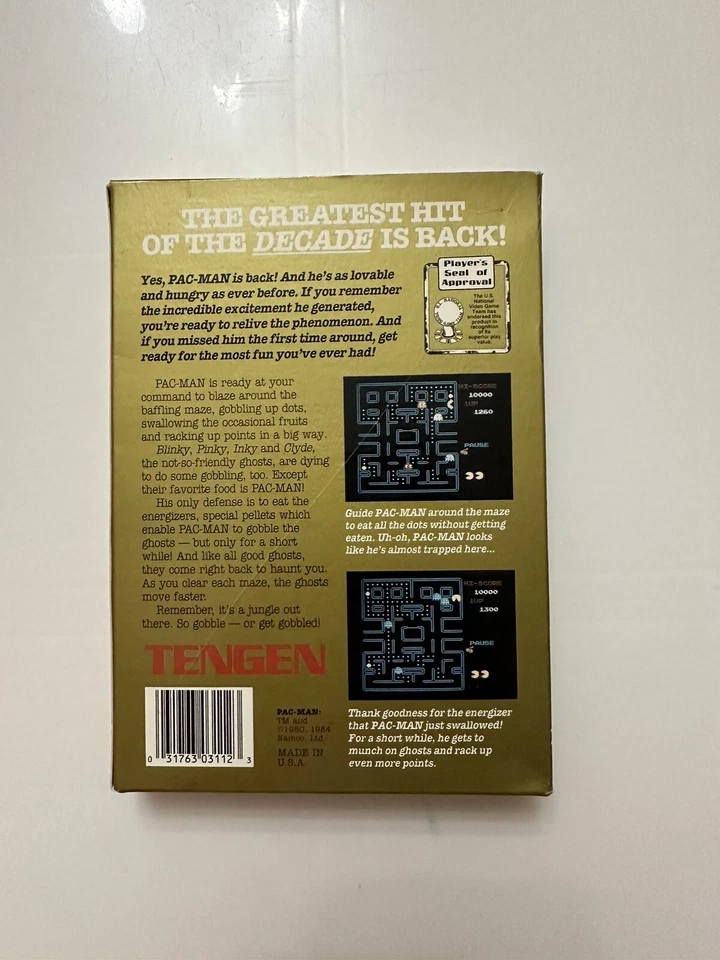 THE GREATEST HIT
OF THE DECADE IS BACK!
Yes, PAC-MAN is back! And he's as lovable
and hungry as ever before. If you remember
the incredible excitement he generated,
you're ready to relive the phenomenon. And
if you missed him the first time around, get
ready for the most fun you've ever had!
Player's
Seal of
Approval
The U.S.
National
Video Game
Team has
endorsed this
product in
recognition
of its
superior play
value.
PAC-MAN is ready at your
command to blaze around the
baffling maze, gobbling up dots,
swallowing the occasional fruits
and racking up points in a big way.
Blinky, Pinky, Inky and Clyde,
the not-so-friendly ghosts, are dying
to do some gobbling, too. Except
their favorite food is PAC-MAN!
His only defense is to eat the
energizers, special pellets which
enable PAC-MAN to gobble the
ghosts — but only for a short
while! And like all good ghosts,
they come right back to haunt you.
As you clear each maze, the ghosts
move faster.
Remember, it's a jungle out
there. So gobble — or get gobbled!
HI-SCORE
10000
1UP
1260
PAUSE
Guide PAC-MAN around the maze
to eat all the dots without getting
eaten. Uh-oh, PAC-MAN looks
like he's almost trapped here...
HI-SCORE
10000
1UP
1300
PAUSE
Thank goodness for the energizer
that PAC-MAN just swallowed!
For a short while, he gets to
munch on ghosts and rack up
even more points.
TENGEN
0 31763 03112 3
PAC-MAN:
TM and
©1980, 1984
Namco, Ltd.
MADE IN
U.S.A.